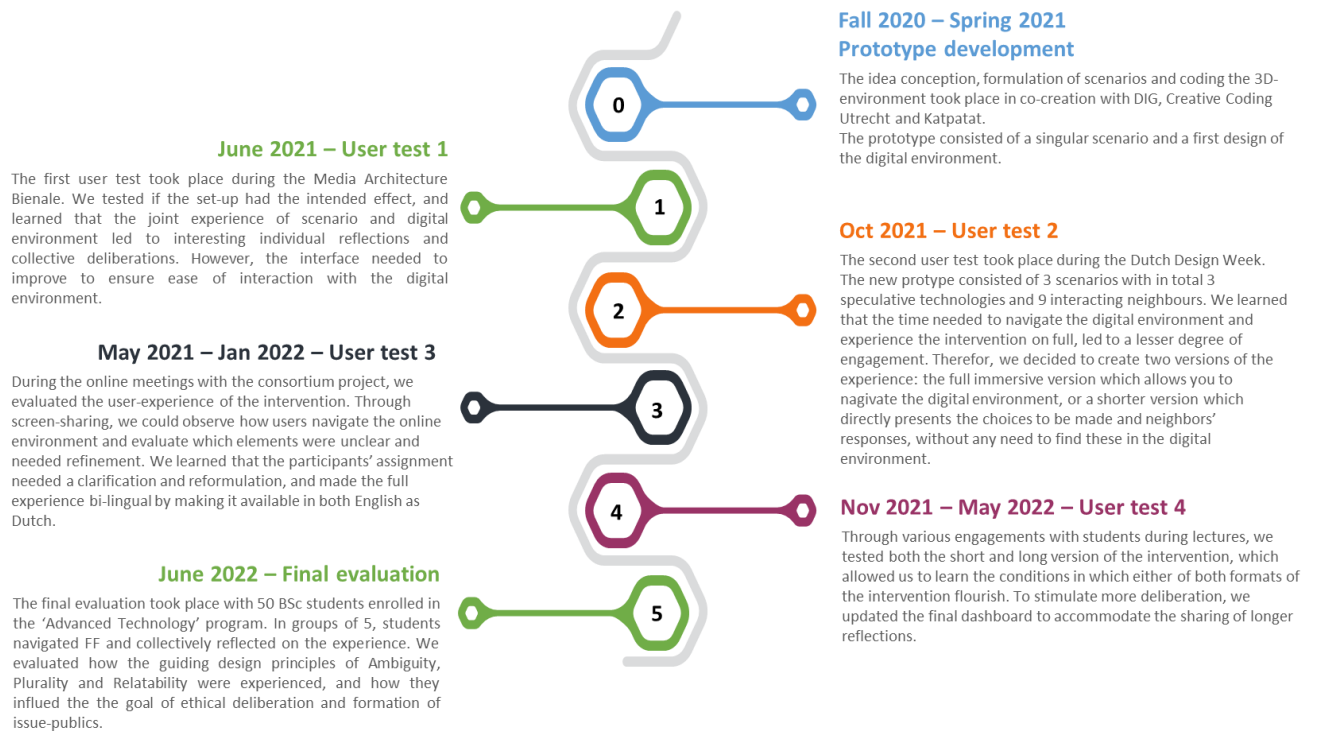 Fall 2020 – Spring 2021
Prototype development
The idea conception, formulation of scenarios and coding the 3D-
environment took place in co-creation with DIG, Creative Coding
Utrecht and Katpatat.
The prototype consisted of a singular scenario and a first design of
the digital environment.
0
June 2021 – User test 1
The first user test took place during the Media Architecture
Bienale. We tested if the set-up had the intended effect, and
learned that the joint experience of scenario and digital
environment led to interesting individual reflections and
collective deliberations. However, the interface needed to
improve to ensure ease of interaction with the digital
environment.
1
Oct 2021 – User test 2
The second user test took place during the Dutch Design Week.
The new protype consisted of 3 scenarios with in total 3
speculative technologies and 9 interacting neighbours. We learned
that the time needed to navigate the digital environment and
experience the intervention on full, led to a lesser degree of
engagement. Therefor, we decided to create two versions of the
experience: the full immersive version which allows you to
nagivate the digital environment, or a shorter version which
directly presents the choices to be made and neighbors'
responses, without any need to find these in the digital
environment.
2
May 2021 – Jan 2022 – User test 3
During the online meetings with the consortium project, we
evaluated the user-experience of the intervention. Through
screen-sharing, we could observe how users navigate the online
environment and evaluate which elements were unclear and
needed refinement. We learned that the participants' assignment
needed a clarification and reformulation, and made the full
experience bi-lingual by making it available in both English as
Dutch.
3
Nov 2021 – May 2022 – User test 4
Through various engagements with students during lectures, we
tested both the short and long version of the intervention, which
allowed us to learn the conditions in which either of both formats of
the intervention flourish. To stimulate more deliberation, we
updated the final dashboard to accommodate the sharing of longer
reflections.
4
June 2022 – Final evaluation
The final evaluation took place with 50 BSc students enrolled in
the 'Advanced Technology' program. In groups of 5, students
navigated FF and collectively reflected on the experience. We
evaluated how the guiding design principles of Ambiguity,
Plurality and Relatability were experienced, and how they
influed the the goal of ethical deliberation and formation of
issue-publics.
5